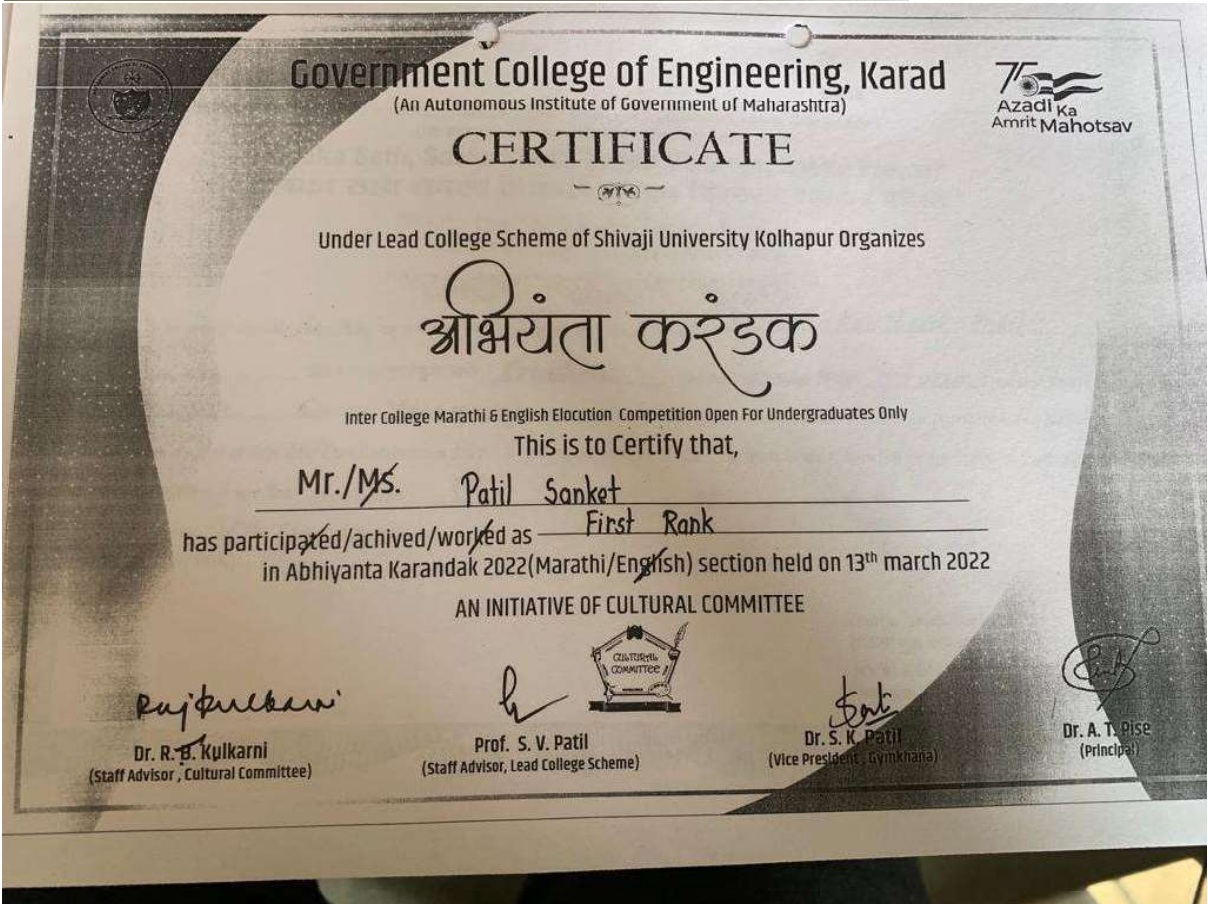 Government College of Engineering, Karad
(An Autonomous Institute of Government of Maharashtra)
75
Azadi Ka
Amrit Mahotsav
CERTIFICATE
Under Lead College Scheme of Shivaji University Kolhapur Organizes
अभियंता करंडक
Inter College Marathi & English Elocution Competition Open For Undergraduates Only
This is to Certify that,
Mr./Ms. Patil Sanket
has participated/achived/worked as First Rank
in Abhiyanta Karandak 2022(Marathi/English) section held on 13th march 2022
AN INITIATIVE OF CULTURAL COMMITTEE
CULTURAL
COMMITTEE
Dr. R. B. Kulkarni
(Staff Advisor , Cultural Committee)
Prof. S. V. Patil
(Staff Advisor, Lead College Scheme)
Dr. S. K. Patil
(Vice President , Gymkhana)
Dr. A. T. Pise
(Principal)